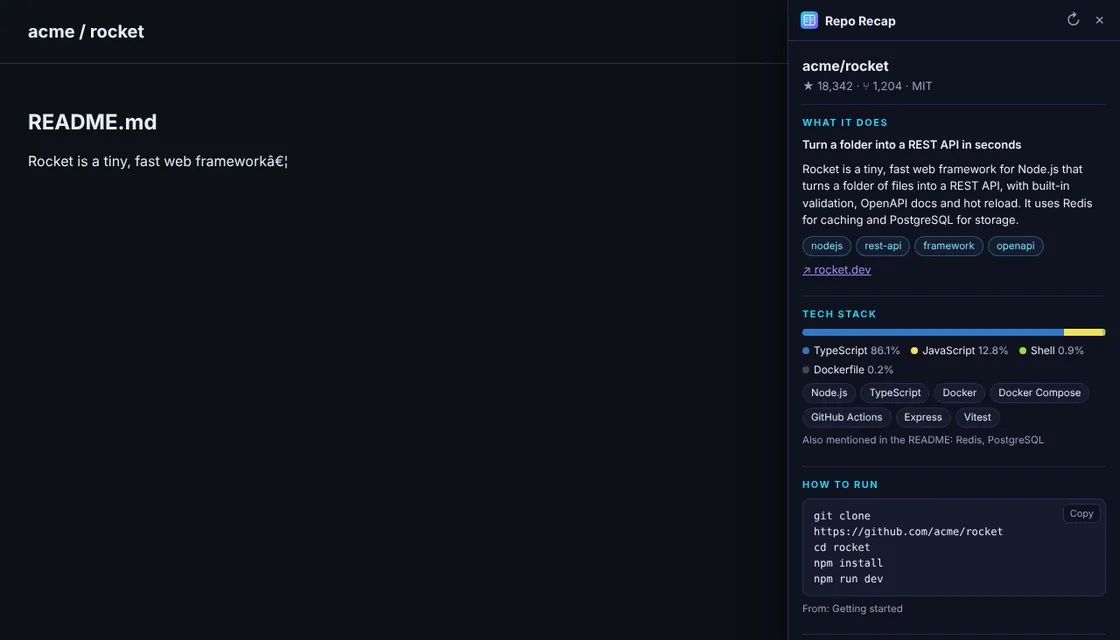 acme / rocket
README.md
Rocket is a tiny, fast web frameworkâ€¦
Repo Recap
acme/rocket
★ 18,342 · ⑂ 1,204 · MIT
WHAT IT DOES
Turn a folder into a REST API in seconds
Rocket is a tiny, fast web framework for Node.js that
turns a folder of files into a REST API, with built-in
validation, OpenAPI docs and hot reload. It uses Redis
for caching and PostgreSQL for storage.
nodejs rest-api framework openapi
↗ rocket.dev
TECH STACK
TypeScript 86.1% JavaScript 12.8% Shell 0.9%
Dockerfile 0.2%
Node.js TypeScript Docker Docker Compose
GitHub Actions Express Vitest
Also mentioned in the README: Redis, PostgreSQL
HOW TO RUN
Copy
git clone
https://github.com/acme/rocket
cd rocket
npm install
npm run dev
From: Getting started